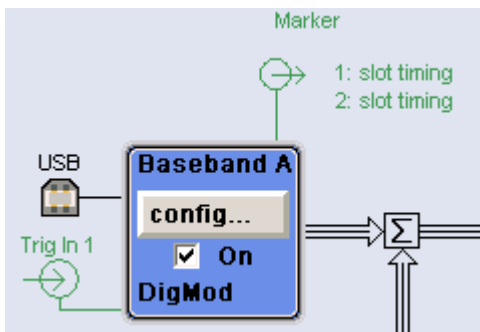 Marker
1: slot timing
2: slot timing
USB
Baseband A
config...
Trig In 1
On
DigMod
Σ